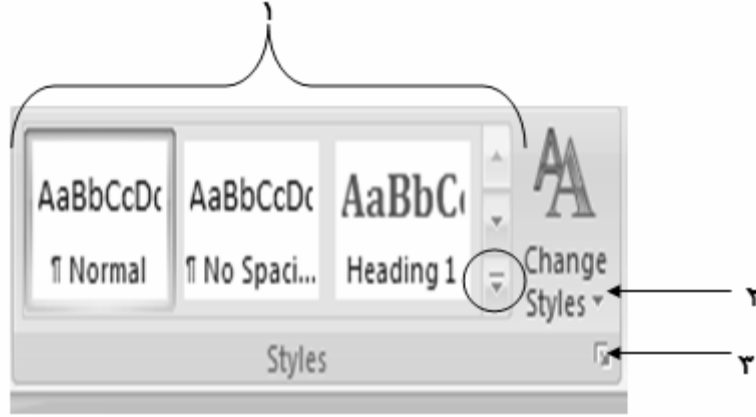 ١
AaBbCcDc AaBbCcDc AaBbC
¶ Normal ¶ No Spaci... Heading 1
Change
Styles
٢
Styles
٣